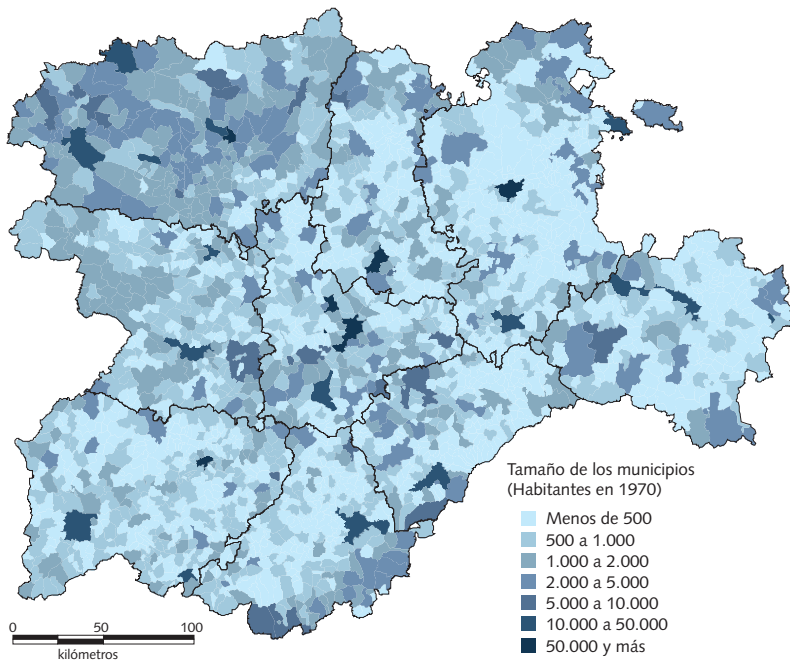 Tamaño de los municipios
(Habitantes en 1970)
Menos de 500
500 a 1.000
1.000 a 2.000
2.000 a 5.000
5.000 a 10.000
10.000 a 50.000
50.000 y más
0 50 100
kilómetros